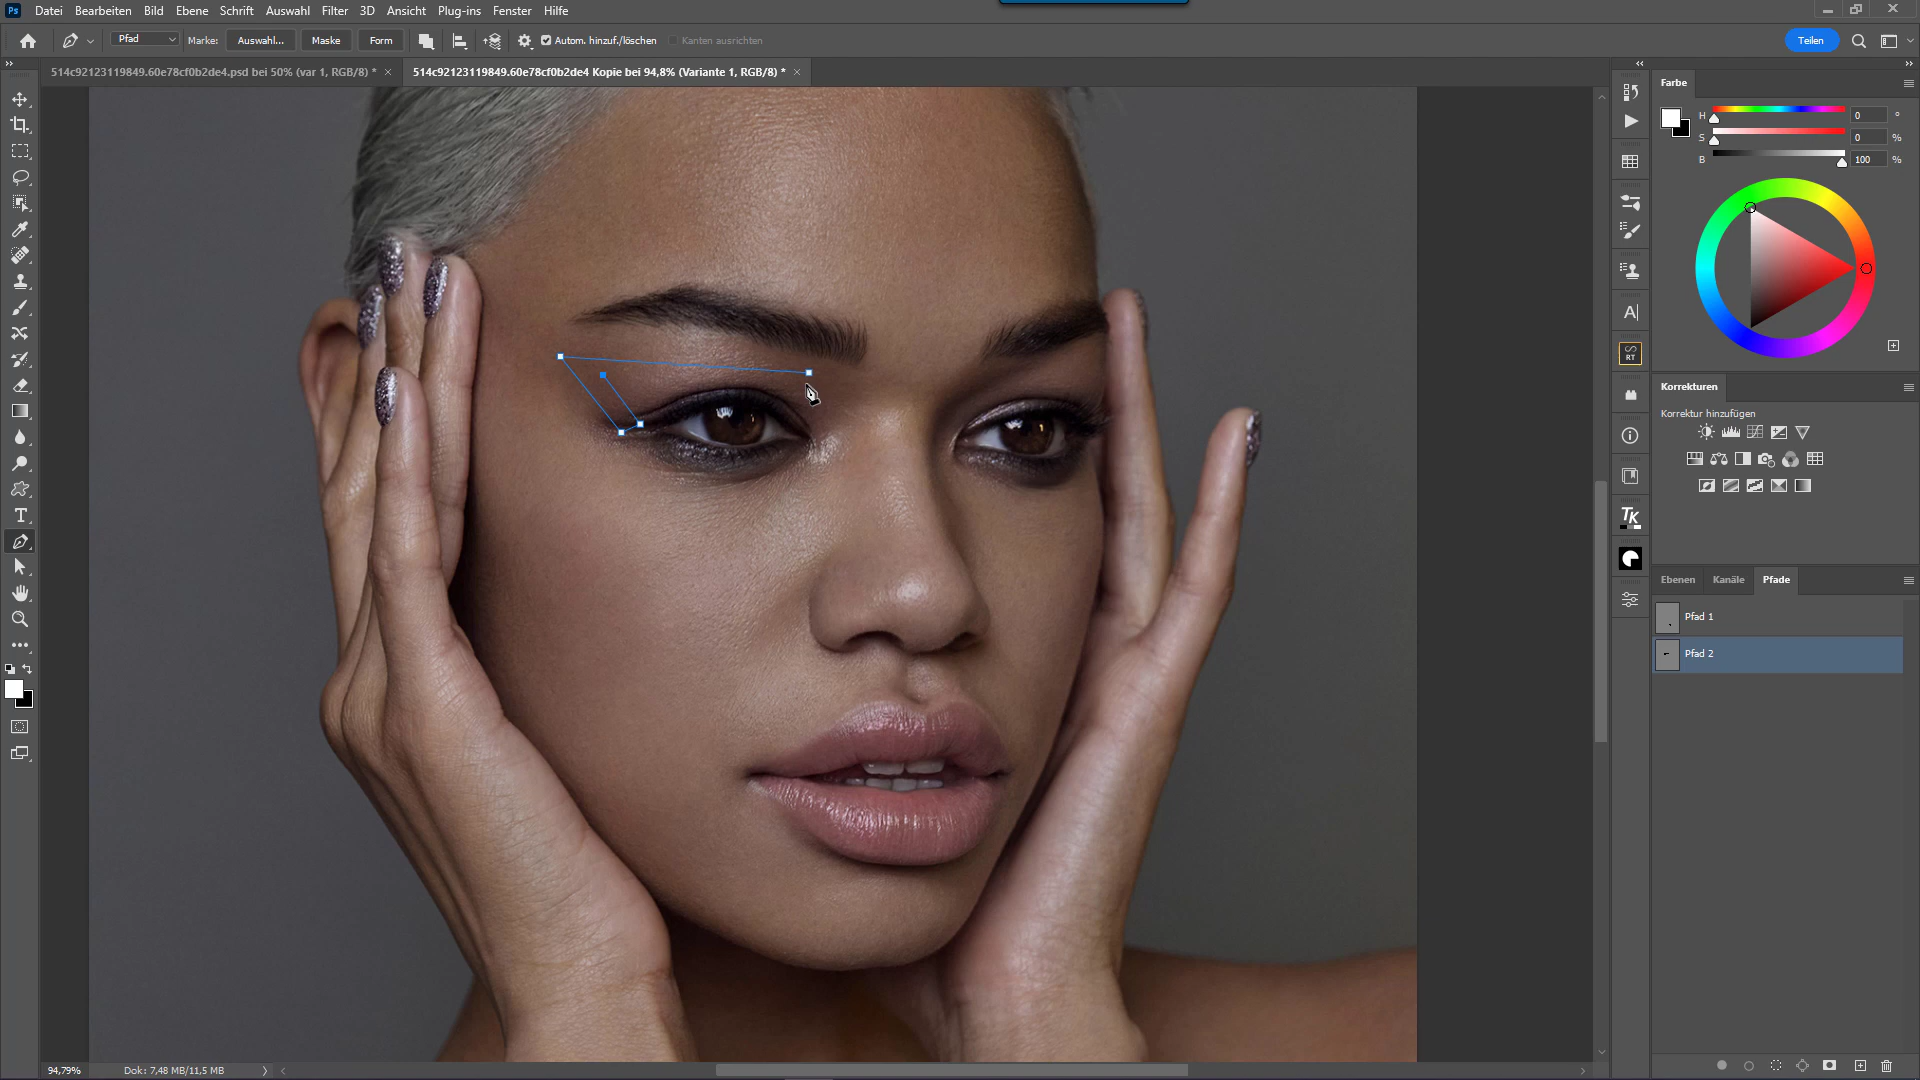 Ps Datei Bearbeiten Bild Ebene Schrift Auswahl Filter 3D Ansicht Plug-ins Fenster Hilfe
Pfad Marke: Auswahl... Maske Form Autom. hinzuf./löschen Kanten ausrichten Teilen
514c92123119849.60e78cf0b2de4.psd bei 50% (var 1, RGB/8) * × 514c92123119849.60e78cf0b2de4 Kopie bei 94,8% (Variante 1, RGB/8) * ×
Farbe
H 0 °
S 0 %
B 100 %
A
RT
Korrekturen
Korrektur hinzufügen
TK
T
Ebenen Kanäle Pfade
Pfad 1
Pfad 2
94,79% Dok: 7,48 MB/11,5 MB